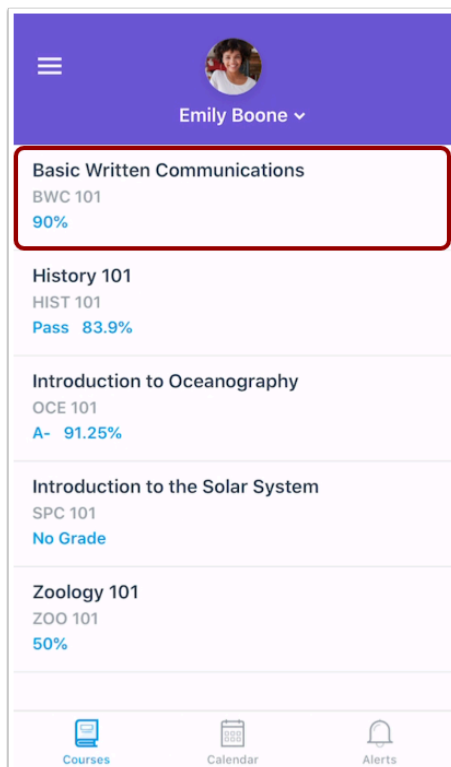 Emily Boone
Basic Written Communications
BWC 101
90%
History 101
HIST 101
Pass 83.9%
Introduction to Oceanography
OCE 101
A- 91.25%
Introduction to the Solar System
SPC 101
No Grade
Zoology 101
ZOO 101
50%
Courses Calendar Alerts